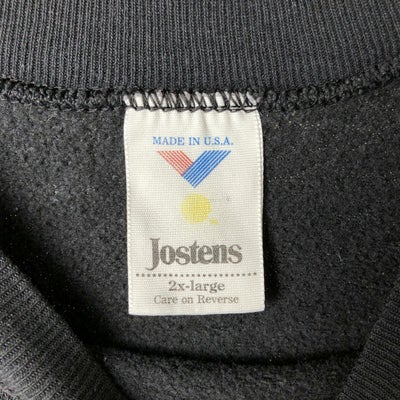 MADE IN U.S.A.
Jostens
2x-large
Care on Reverse